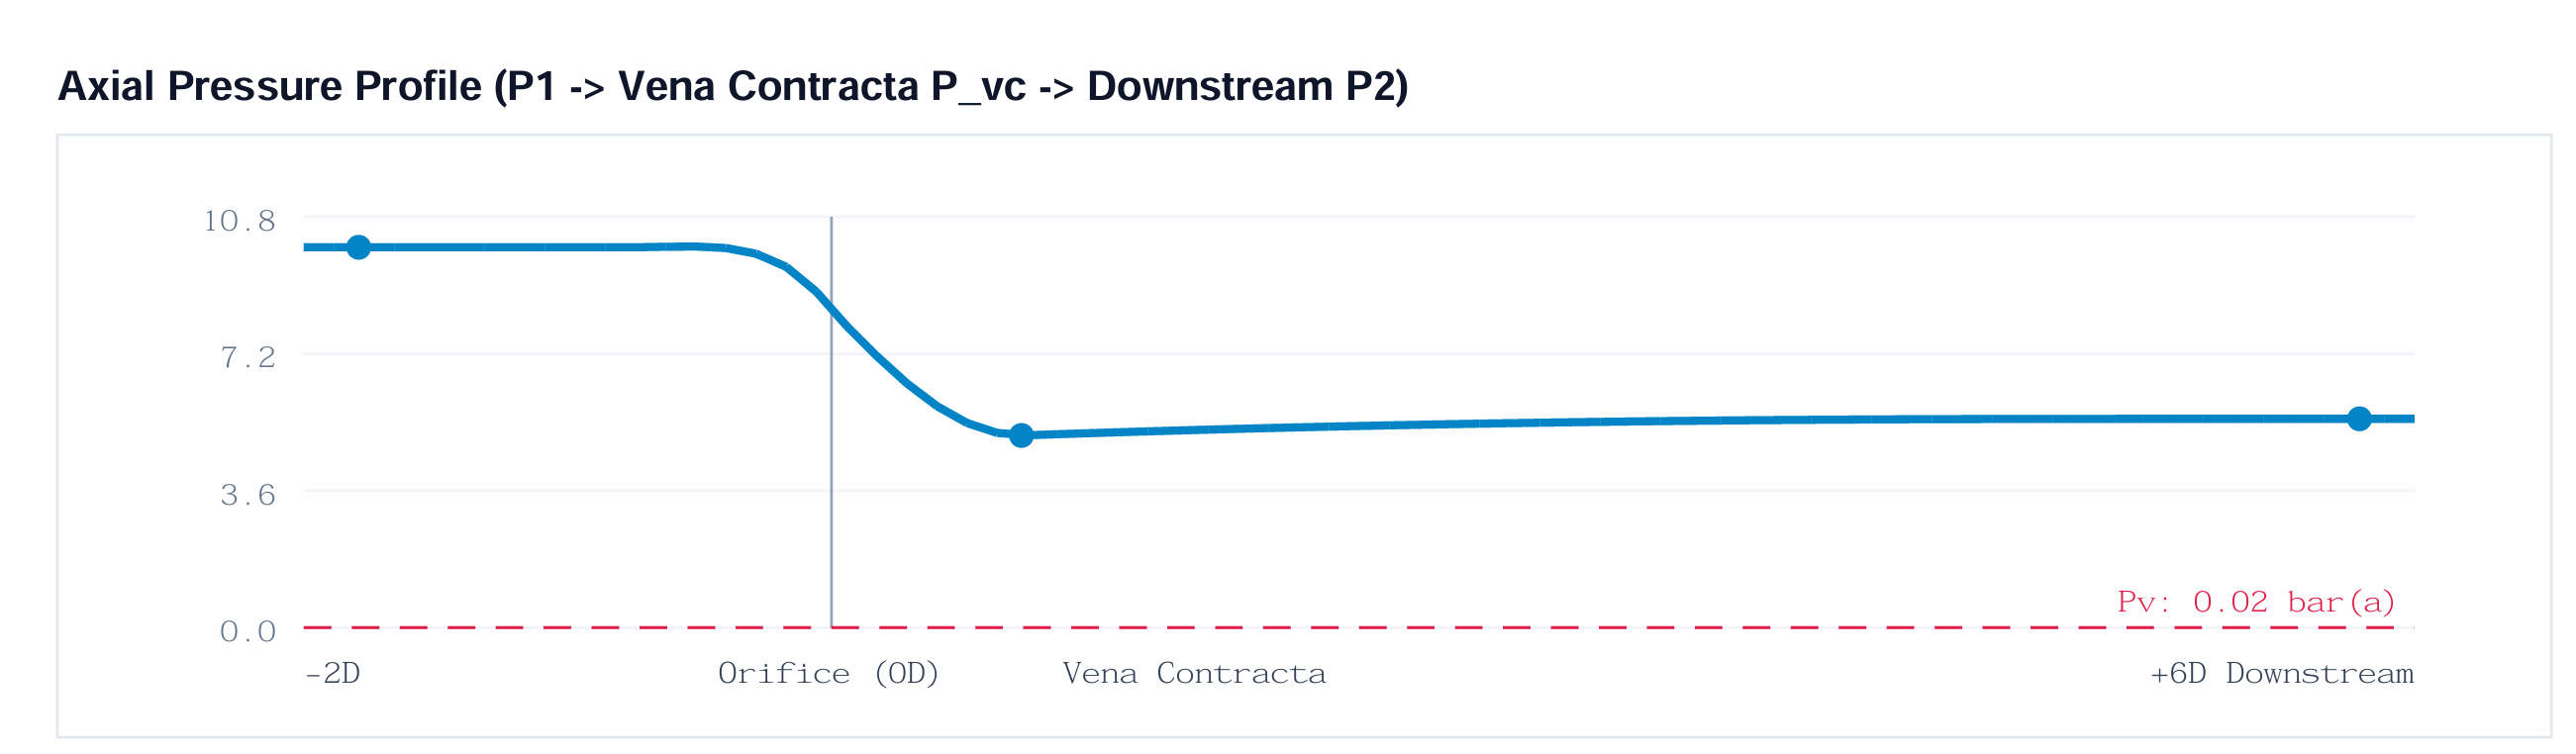 Axial Pressure Profile (P1 -> Vena Contracta P_vc -> Downstream P2)
10.8
7.2
3.6
Pv: 0.02 bar(a)
0.0
-2D Orifice (0D) Vena Contracta +6D Downstream